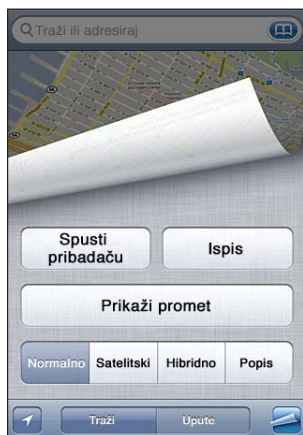 Traži ili adresiraj
Spusti
pribadaču
Ispis
Prikaži promet
Normalno Satelitski Hibridno Popis
Traži Upute